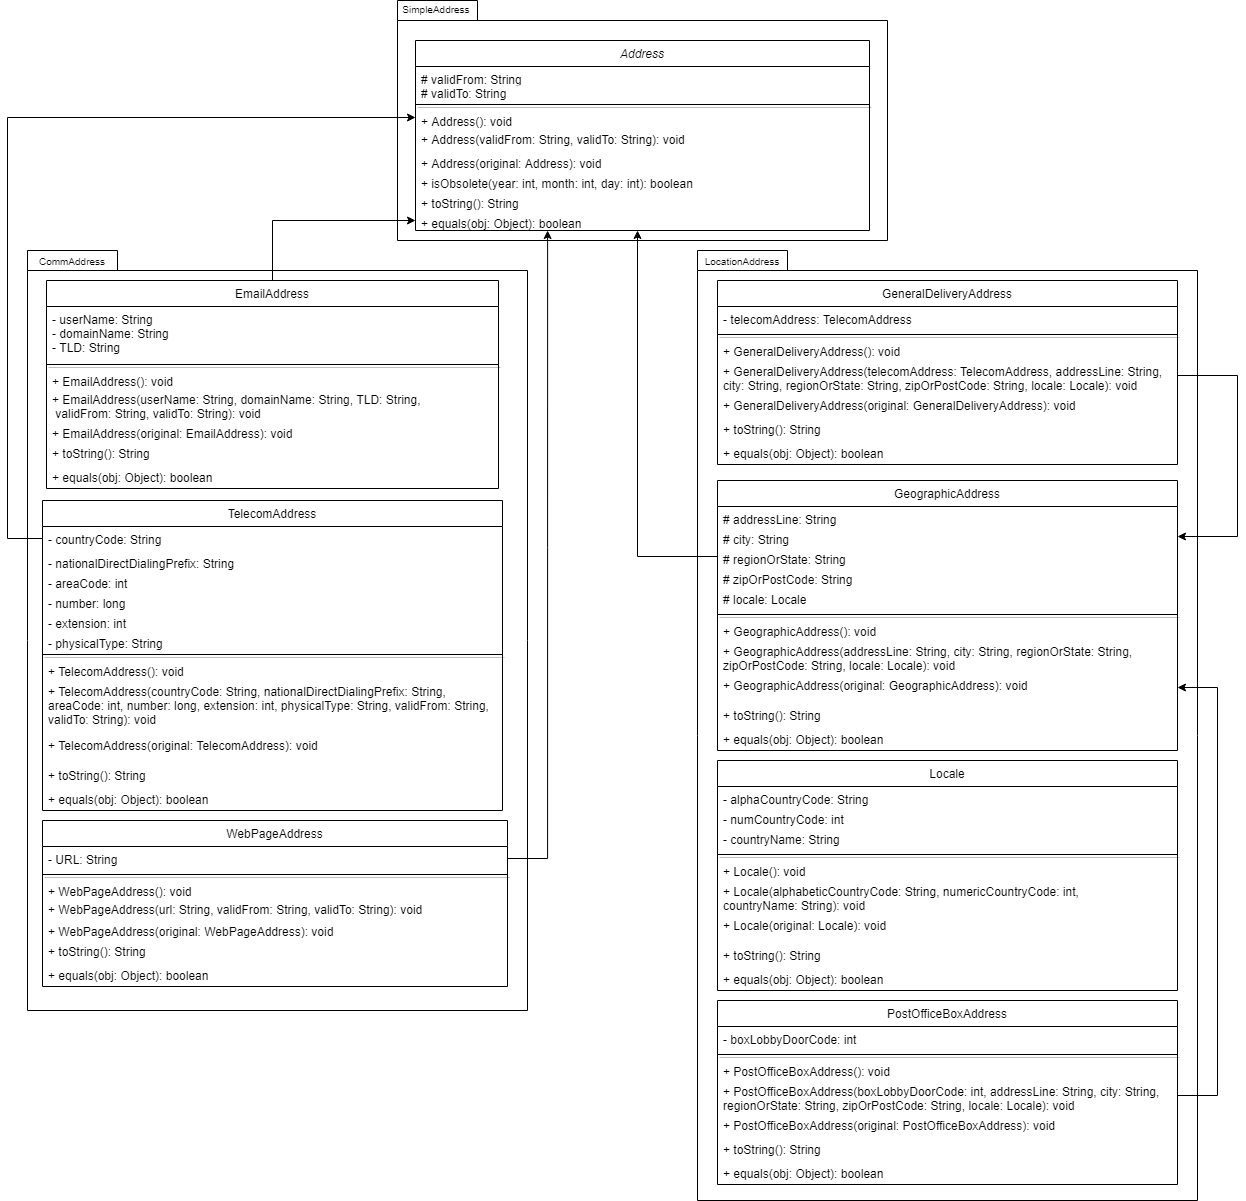 SimpleAddress
Address
# validFrom: String
# validTo: String
+ Address(): void
+ Address(validFrom: String, validTo: String): void
+ Address(original: Address): void
+ isObsolete(year: int, month: int, day: int): boolean
+ toString(): String
+ equals(obj: Object): boolean
CommAddress
EmailAddress
- userName: String
- domainName: String
- TLD: String
+ EmailAddress(): void
+ EmailAddress(userName: String, domainName: String, TLD: String,
validFrom: String, validTo: String): void
+ EmailAddress(original: EmailAddress): void
+ toString(): String
+ equals(obj: Object): boolean
TelecomAddress
- countryCode: String
- nationalDirectDialingPrefix: String
- areaCode: int
- number: long
- extension: int
- physicalType: String
+ TelecomAddress(): void
+ TelecomAddress(countryCode: String, nationalDirectDialingPrefix: String,
areaCode: int, number: long, extension: int, physicalType: String, validFrom: String,
validTo: String): void
+ TelecomAddress(original: TelecomAddress): void
+ toString(): String
+ equals(obj: Object): boolean
WebPageAddress
- URL: String
+ WebPageAddress(): void
+ WebPageAddress(url: String, validFrom: String, validTo: String): void
+ WebPageAddress(original: WebPageAddress): void
+ toString(): String
+ equals(obj: Object): boolean
LocationAddress
GeneralDeliveryAddress
- telecomAddress: TelecomAddress
+ GeneralDeliveryAddress(): void
+ GeneralDeliveryAddress(telecomAddress: TelecomAddress, addressLine: String,
city: String, regionOrState: String, zipOrPostCode: String, locale: Locale): void
+ GeneralDeliveryAddress(original: GeneralDeliveryAddress): void
+ toString(): String
+ equals(obj: Object): boolean
GeographicAddress
# addressLine: String
# city: String
# regionOrState: String
# zipOrPostCode: String
# locale: Locale
+ GeographicAddress(): void
+ GeographicAddress(addressLine: String, city: String, regionOrState: String,
zipOrPostCode: String, locale: Locale): void
+ GeographicAddress(original: GeographicAddress): void
+ toString(): String
+ equals(obj: Object): boolean
Locale
- alphaCountryCode: String
- numCountryCode: int
- countryName: String
+ Locale(): void
+ Locale(alphabeticCountryCode: String, numericCountryCode: int,
countryName: String): void
+ Locale(original: Locale): void
+ toString(): String
+ equals(obj: Object): boolean
PostOfficeBoxAddress
- boxLobbyDoorCode: int
+ PostOfficeBoxAddress(): void
+ PostOfficeBoxAddress(boxLobbyDoorCode: int, addressLine: String, city: String,
regionOrState: String, zipOrPostCode: String, locale: Locale): void
+ PostOfficeBoxAddress(original: PostOfficeBoxAddress): void
+ toString(): String
+ equals(obj: Object): boolean